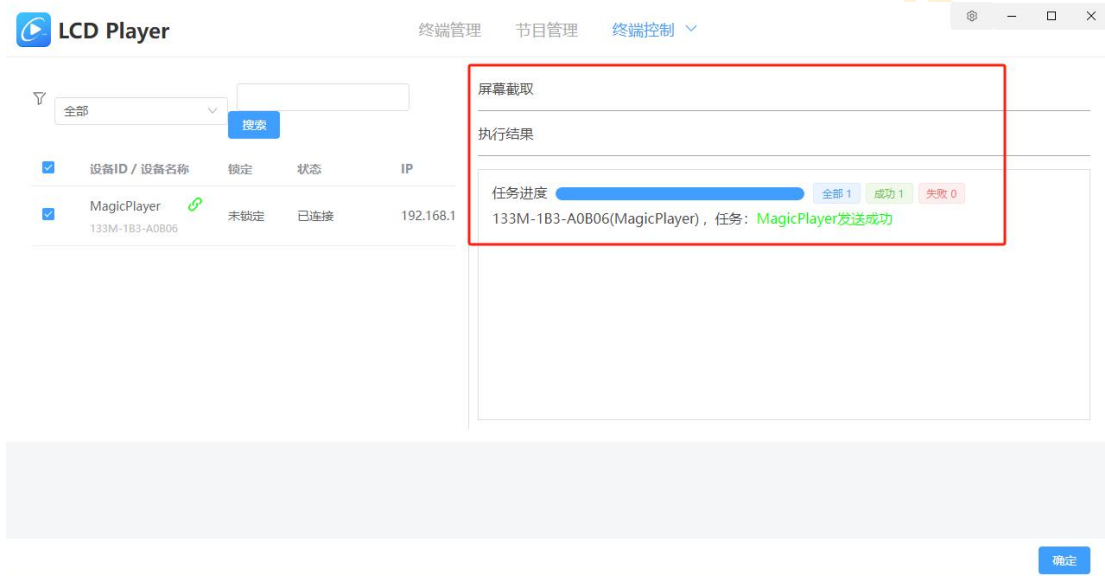 LCD Player
终端管理 节目管理 终端控制
全部
搜索
设备ID / 设备名称 锁定 状态 IP
MagicPlayer
133M-1B3-A0B06
未锁定 已连接 192.168.1
屏幕截取
执行结果
任务进度 全部 1 成功 1 失败 0
133M-1B3-A0B06(MagicPlayer) , 任务: MagicPlayer发送成功
确定